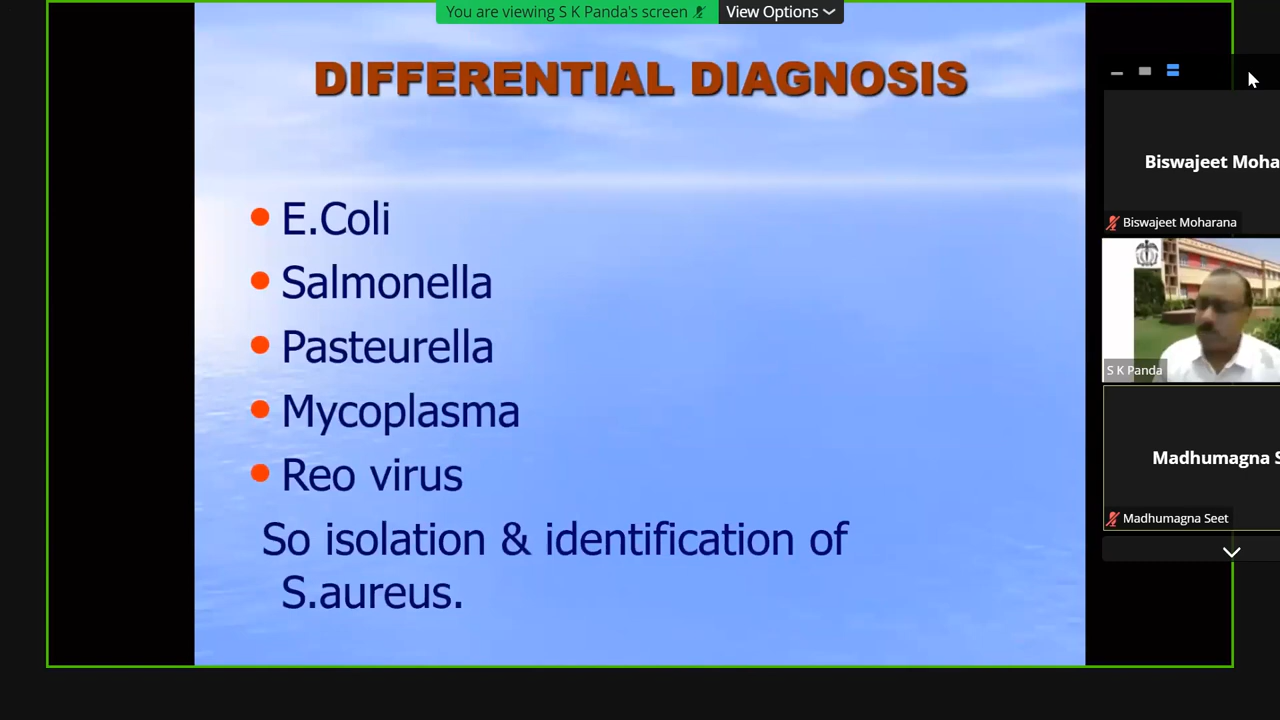 You are viewing S K Panda's screen
View Options
DIFFERENTIAL DIAGNOSIS
E.Coli
Salmonella
Pasteurella
Mycoplasma
Reo virus
So isolation & identification of
S.aureus.
Biswajeet Moha
Biswajeet Moharana
S K Panda
Madhumagna S
Madhumagna Seet